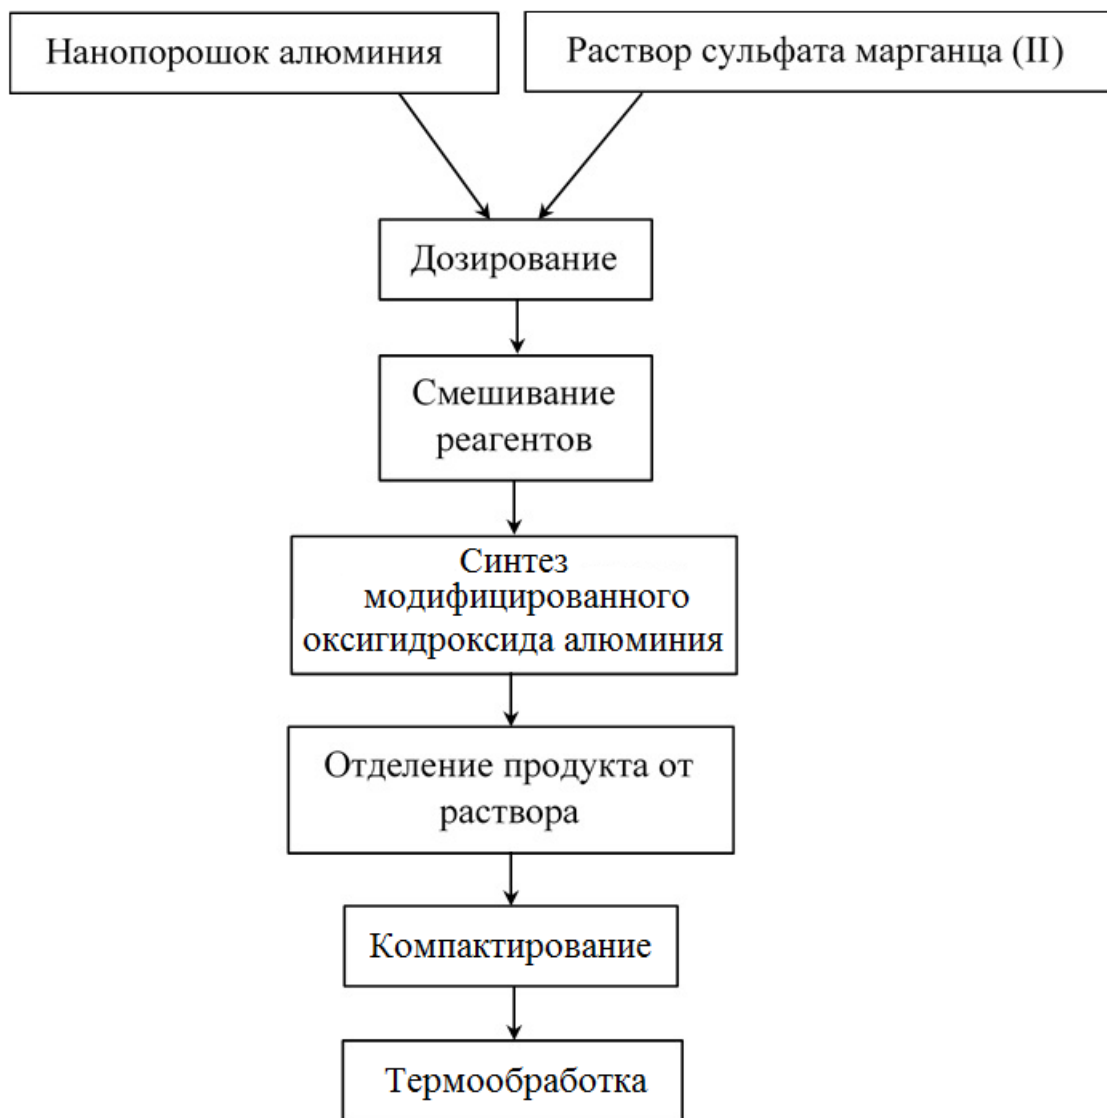 Нанопорошок алюминия
Раствор сульфата марганца (II)
Дозирование
Смешивание
реагентов
Синтез
модифицированного
оксигидроксида алюминия
Отделение продукта от
раствора
Компактирование
Термообработка